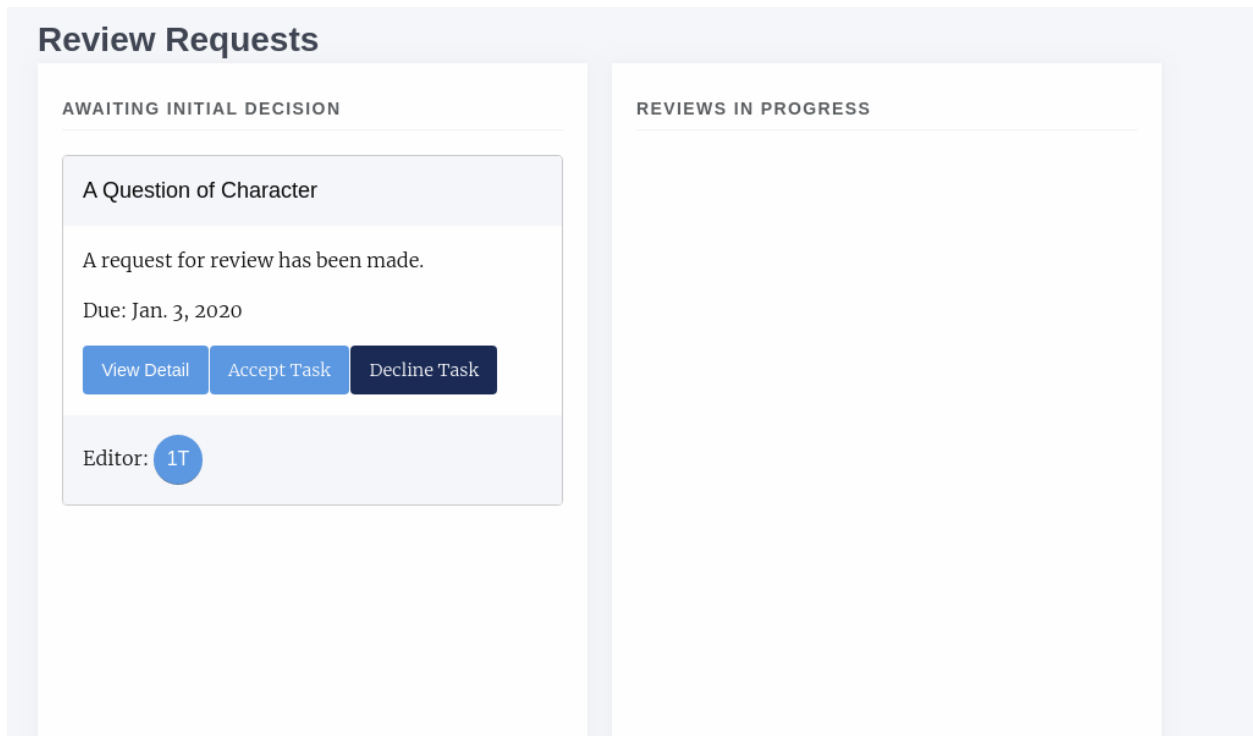 Review Requests
AWAITING INITIAL DECISION
A Question of Character
A request for review has been made.
Due: Jan. 3, 2020
View Detail
Accept Task
Decline Task
Editor: 1T
REVIEWS IN PROGRESS